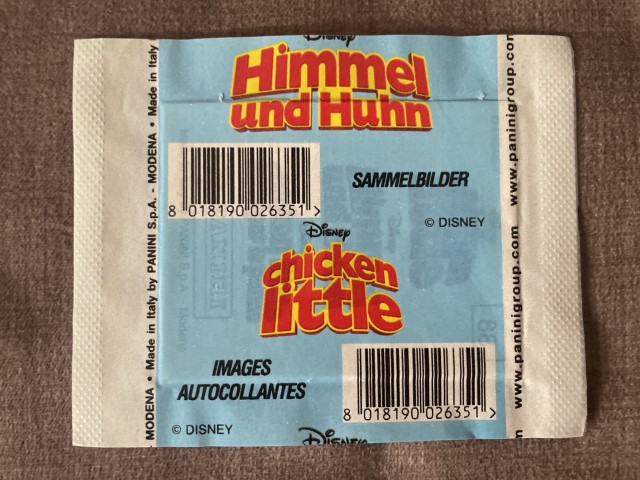 Disney
Himmel
und Huhn
8 018190 026351 >
SAMMELBILDER
© DISNEY
Disney
chicken
little
IMAGES
AUTOCOLLANTES
8 018190 026351 >
© DISNEY
Disney
MODENA • Made in Italy by PANINI S.p.A. - MODENA • Made in Italy
www.paninigroup.com www.paninigroup.com